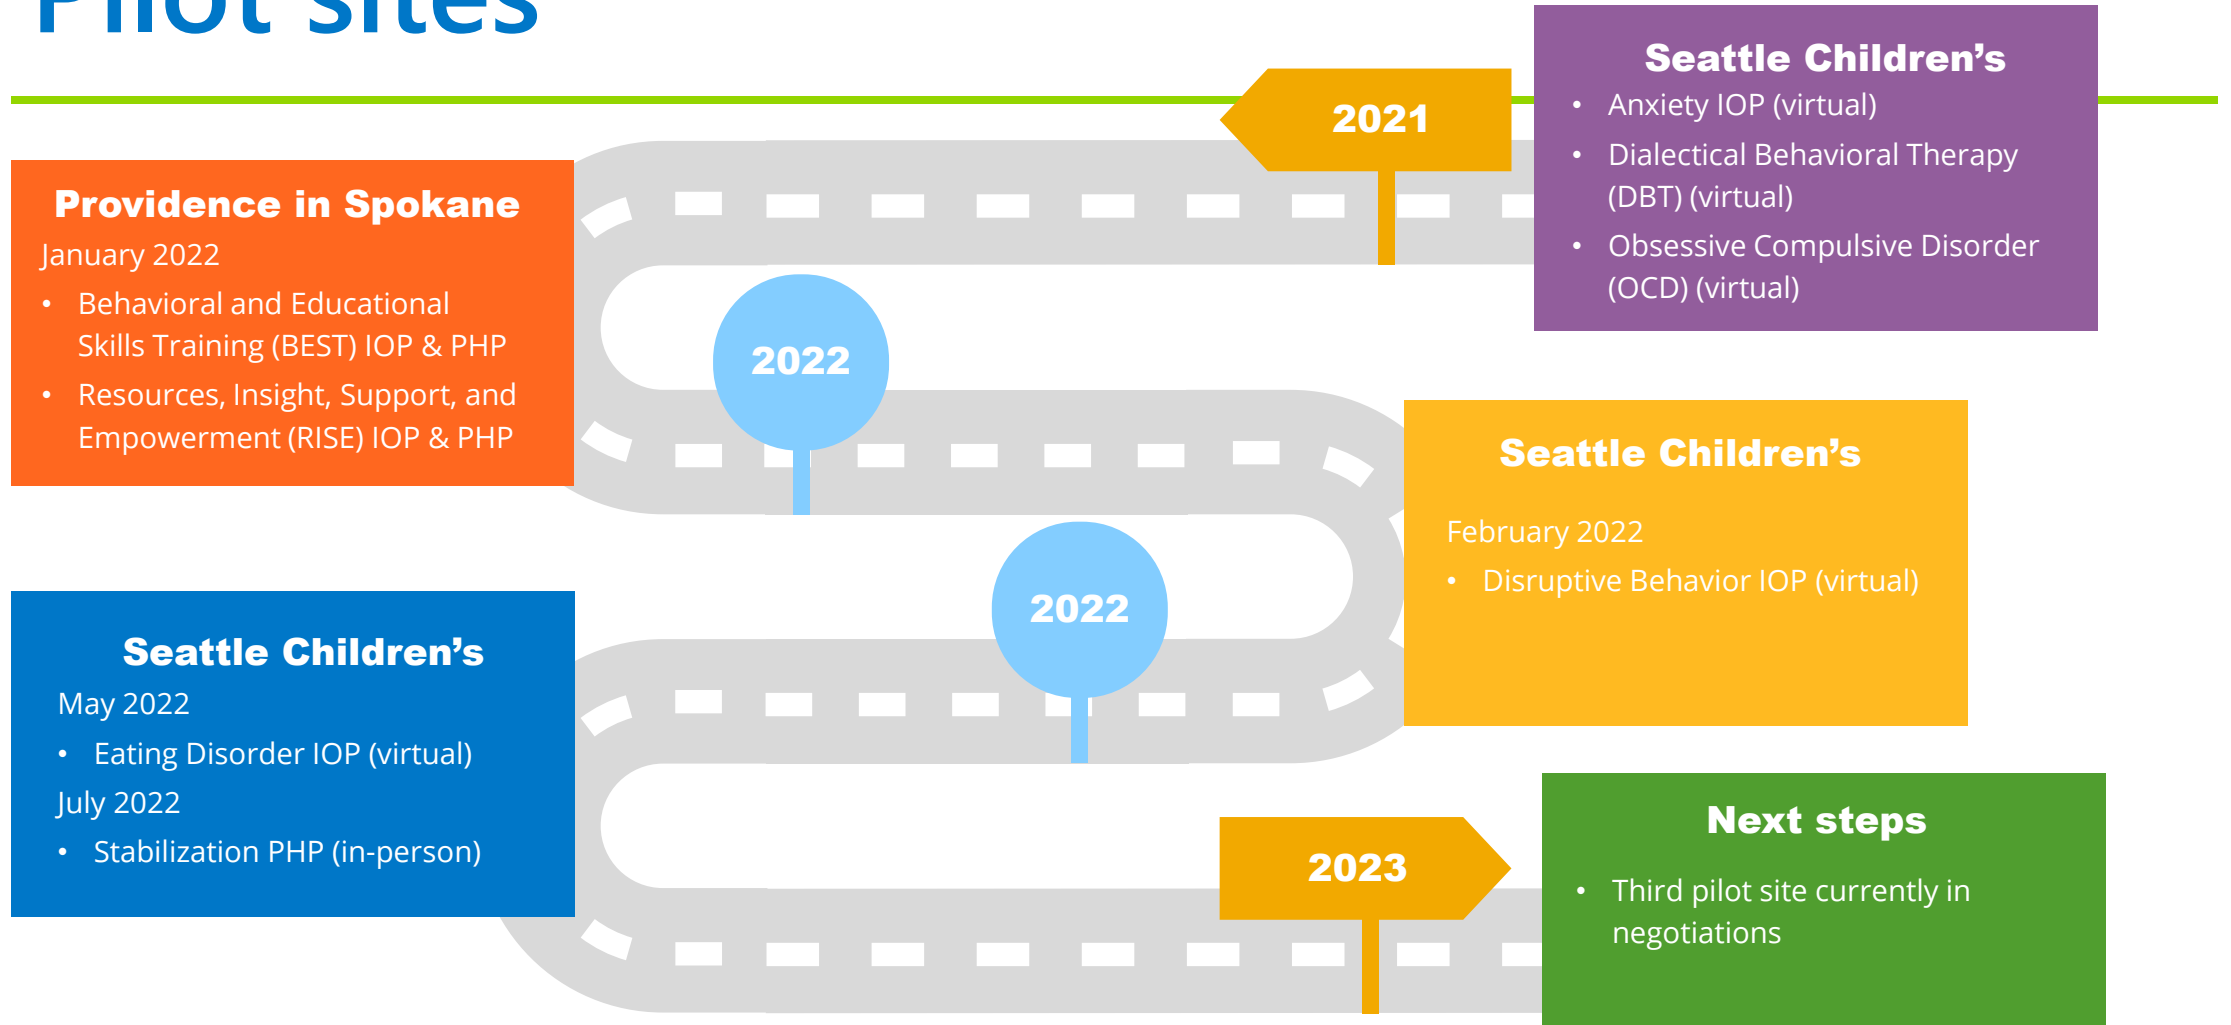 Pilot sites
2021
Seattle Children’s
• Anxiety IOP (virtual)
• Dialectical Behavioral Therapy
(DBT) (virtual)
• Obsessive Compulsive Disorder
(OCD) (virtual)
Providence in Spokane
January 2022
• Behavioral and Educational
Skills Training (BEST) IOP & PHP
• Resources, Insight, Support, and
Empowerment (RISE) IOP & PHP
2022
Seattle Children’s
February 2022
• Disruptive Behavior IOP (virtual)
2022
Seattle Children’s
May 2022
• Eating Disorder IOP (virtual)
July 2022
• Stabilization PHP (in-person)
2023
Next steps
• Third pilot site currently in
negotiations